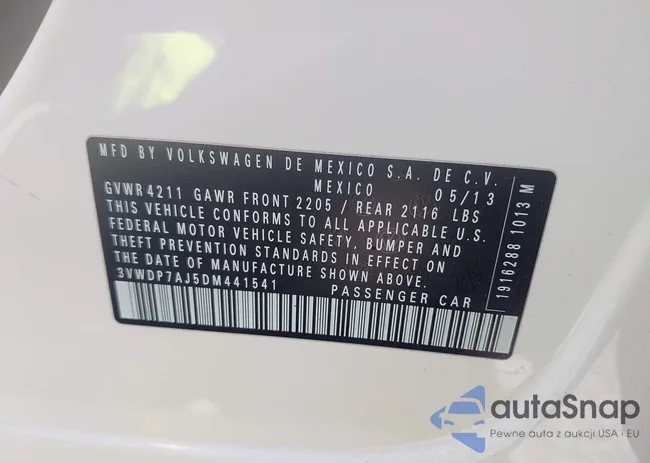 MFD BY VOLKSWAGEN DE MEXICO S.A. DE C.V.
MEXICO 05/13
GVWR 4211 GAWR FRONT 2205 / REAR 2116 LBS
THIS VEHICLE CONFORMS TO ALL APPLICABLE U.S.
FEDERAL MOTOR VEHICLE SAFETY, BUMPER AND
THEFT PREVENTION STANDARDS IN EFFECT ON
THE DATE OF MANUFACTURE SHOWN ABOVE.
3VWDP7AJ5DM441541 PASSENGER CAR
1916288 1013 M
autaSnap
Pewne auta z aukcji USA i EU